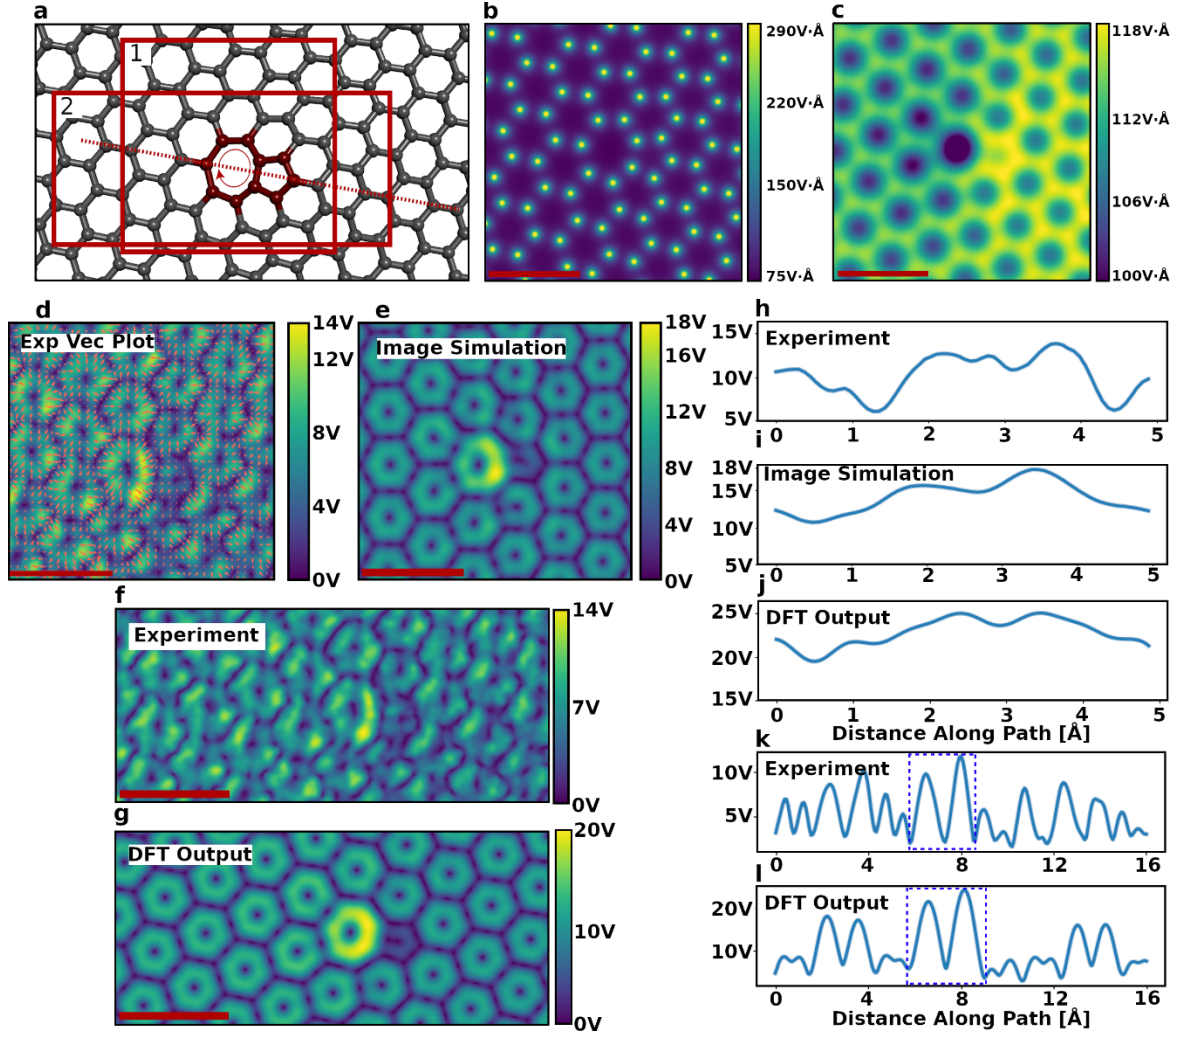 a
1
2
b
290V·Å
220V·Å
150V·Å
75V·Å
c
118V·Å
112V·Å
106V·Å
100V·Å
d
Exp Vec Plot
14V
12V
8V
4V
0V
e
Image Simulation
18V
16V
12V
8V
4V
0V
f
Experiment
14V
7V
0V
g
DFT Output
20V
10V
0V
h
Experiment
15V
10V
5V
0 1 2 3 4 5
i
Image Simulation
18V
15V
10V
5V
0 1 2 3 4 5
j
DFT Output
25V
20V
15V
0 1 2 3 4 5
Distance Along Path [Å]
k
Experiment
10V
5V
0 4 8 12 16
l
DFT Output
20V
10V
0 4 8 12 16
Distance Along Path [Å]